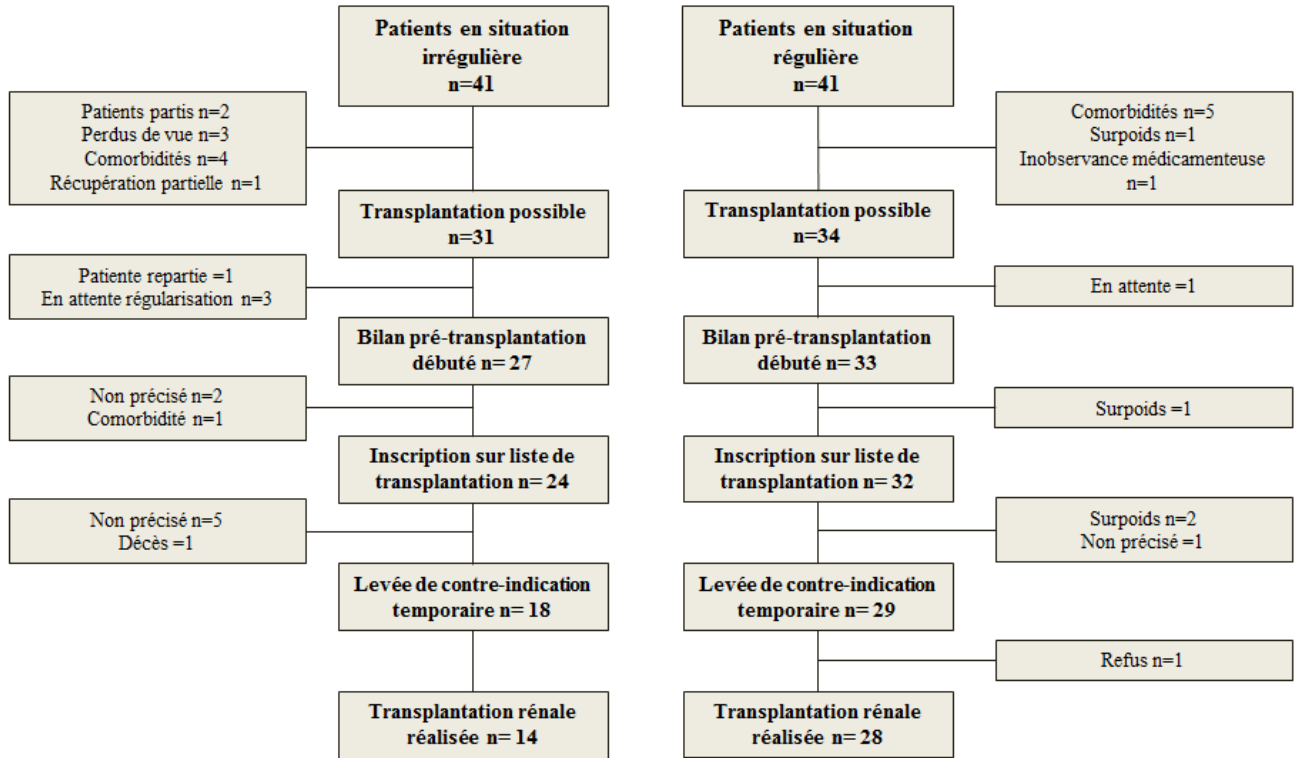 Patients en situation
irrégulière
n=41
Patients partis n=2
Perdus de vue n=3
Comorbidités n=4
Récupération partielle n=1
Transplantation possible
n=31
Patiente repartie =1
En attente régularisation n=3
Bilan pré-transplantation
débuté n= 27
Non précisé n=2
Comorbidité n=1
Inscription sur liste de
transplantation n= 24
Non précisé n=5
Décès =1
Levée de contre-indication
temporaire n= 18
Transplantation rénale
réalisée n= 14
Patients en situation
régulière
n=41
Comorbidités n=5
Surpoids n=1
Inobservance médicamenteuse
n=1
Transplantation possible
n=34
En attente =1
Bilan pré-transplantation
débuté n= 33
Surpoids =1
Inscription sur liste de
transplantation n= 32
Surpoids n=2
Non précisé =1
Levée de contre-indication
temporaire n= 29
Refus n=1
Transplantation rénale
réalisée n= 28